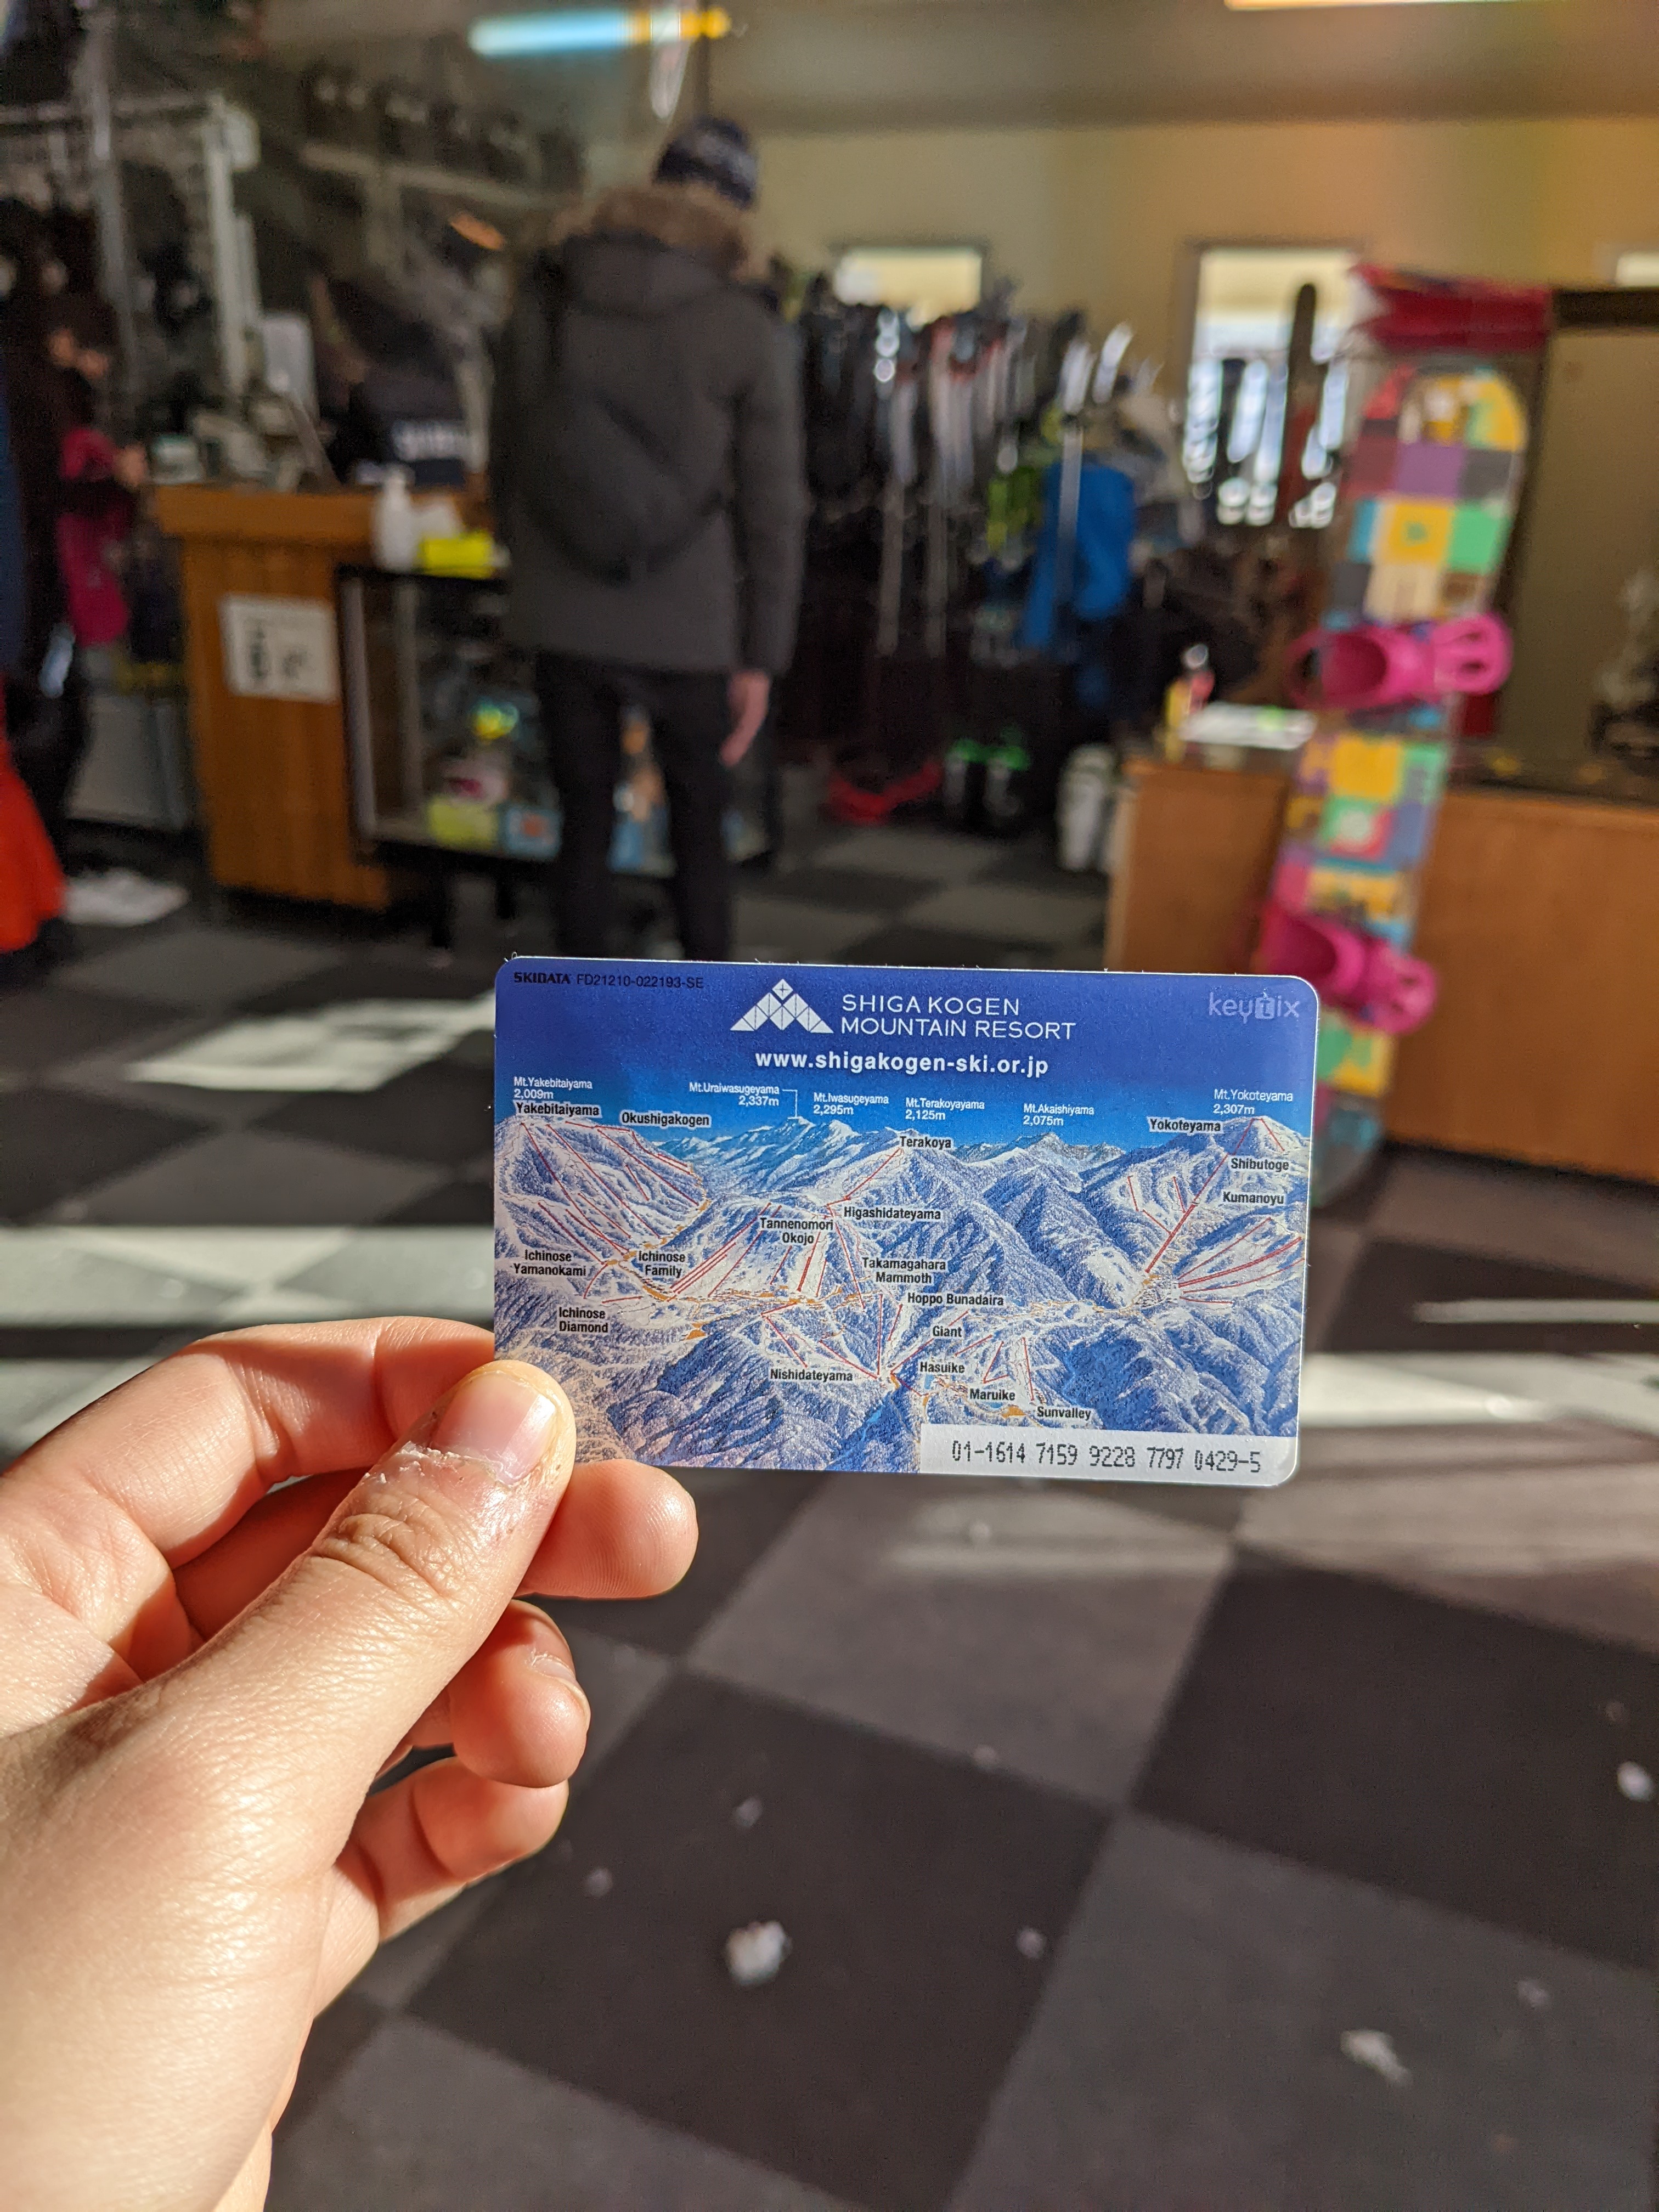 SKIDATA FD21210-022193-SE
SHIGA KOGEN
MOUNTAIN RESORT
keytix
www.shigakogen-ski.or.jp
Mt.Yakebitaiyama
2,009m
Yakebitaiyama
Okushigakogen
Mt.Uraiwasugeyama
2,337m
Mt.Iwasugeyama
2,295m
Mt.Terakoyayama
2,125m
Mt.Akaishiyama
2,075m
Mt.Yokoteyama
2,307m
Yokoteyama
Terakoya
Shibutoge
Kumanoyu
Higashidateyama
Tannenomori
Okojo
Ichinose
Yamanokami
Ichinose
Family
Takamagahara
Mammoth
Hoppo Bunadaira
Ichinose
Diamond
Giant
Nishidateyama
Hasuike
Maruike
Sunvalley
01-1614 7159 9228 7797 0429-5